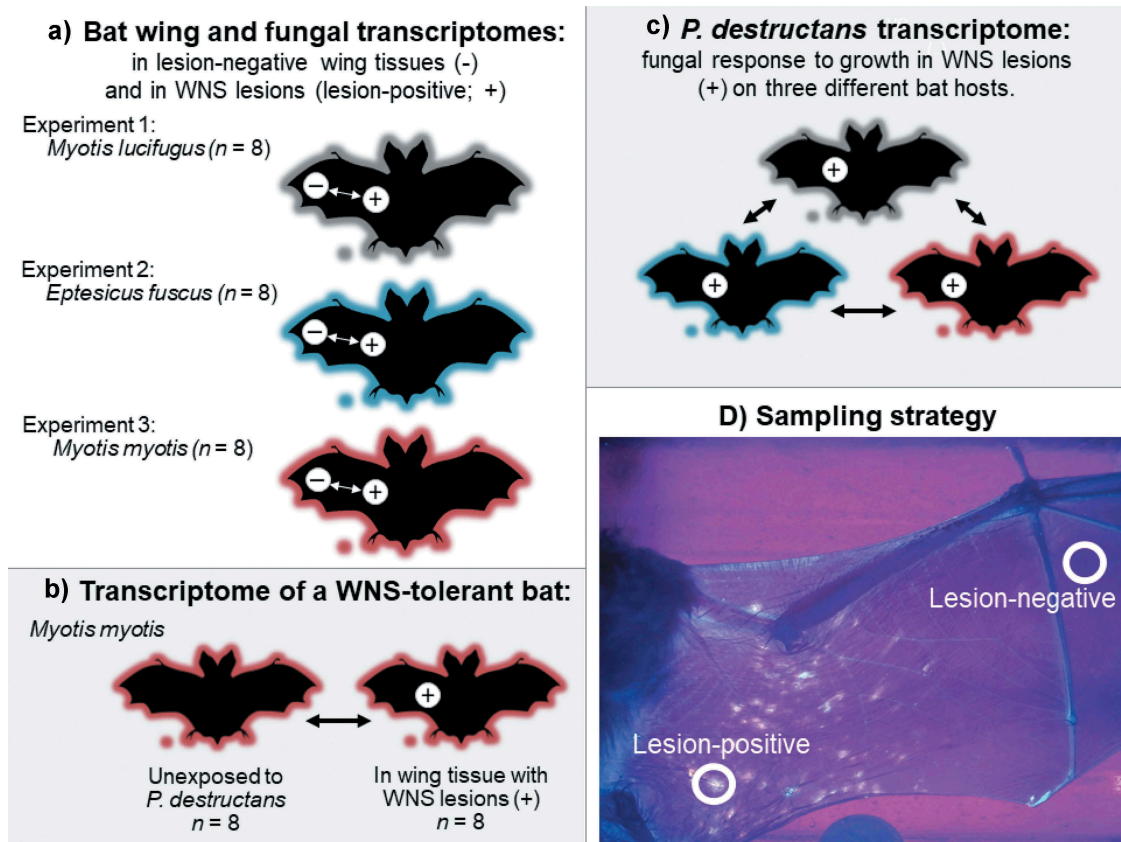 a) Bat wing and fungal transcriptomes:
in lesion-negative wing tissues (-)
and in WNS lesions (lesion-positive; +)
Experiment 1:
Myotis lucifugus (n = 8)
− +
Experiment 2:
Eptesicus fuscus (n = 8)
− +
Experiment 3:
Myotis myotis (n = 8)
− +
b) Transcriptome of a WNS-tolerant bat:
Myotis myotis
+
Unexposed to
P. destructans
n = 8
In wing tissue with
WNS lesions (+)
n = 8
c) P. destructans transcriptome:
fungal response to growth in WNS lesions
(+) on three different bat hosts.
+
+ +
D) Sampling strategy
Lesion-negative
Lesion-positive